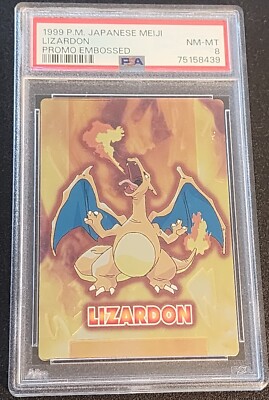 1999 P.M. JAPANESE MEIJI
LIZARDON
NM-MT
PROMO EMBOSSED
8
PSA
75158439
LIZARDON